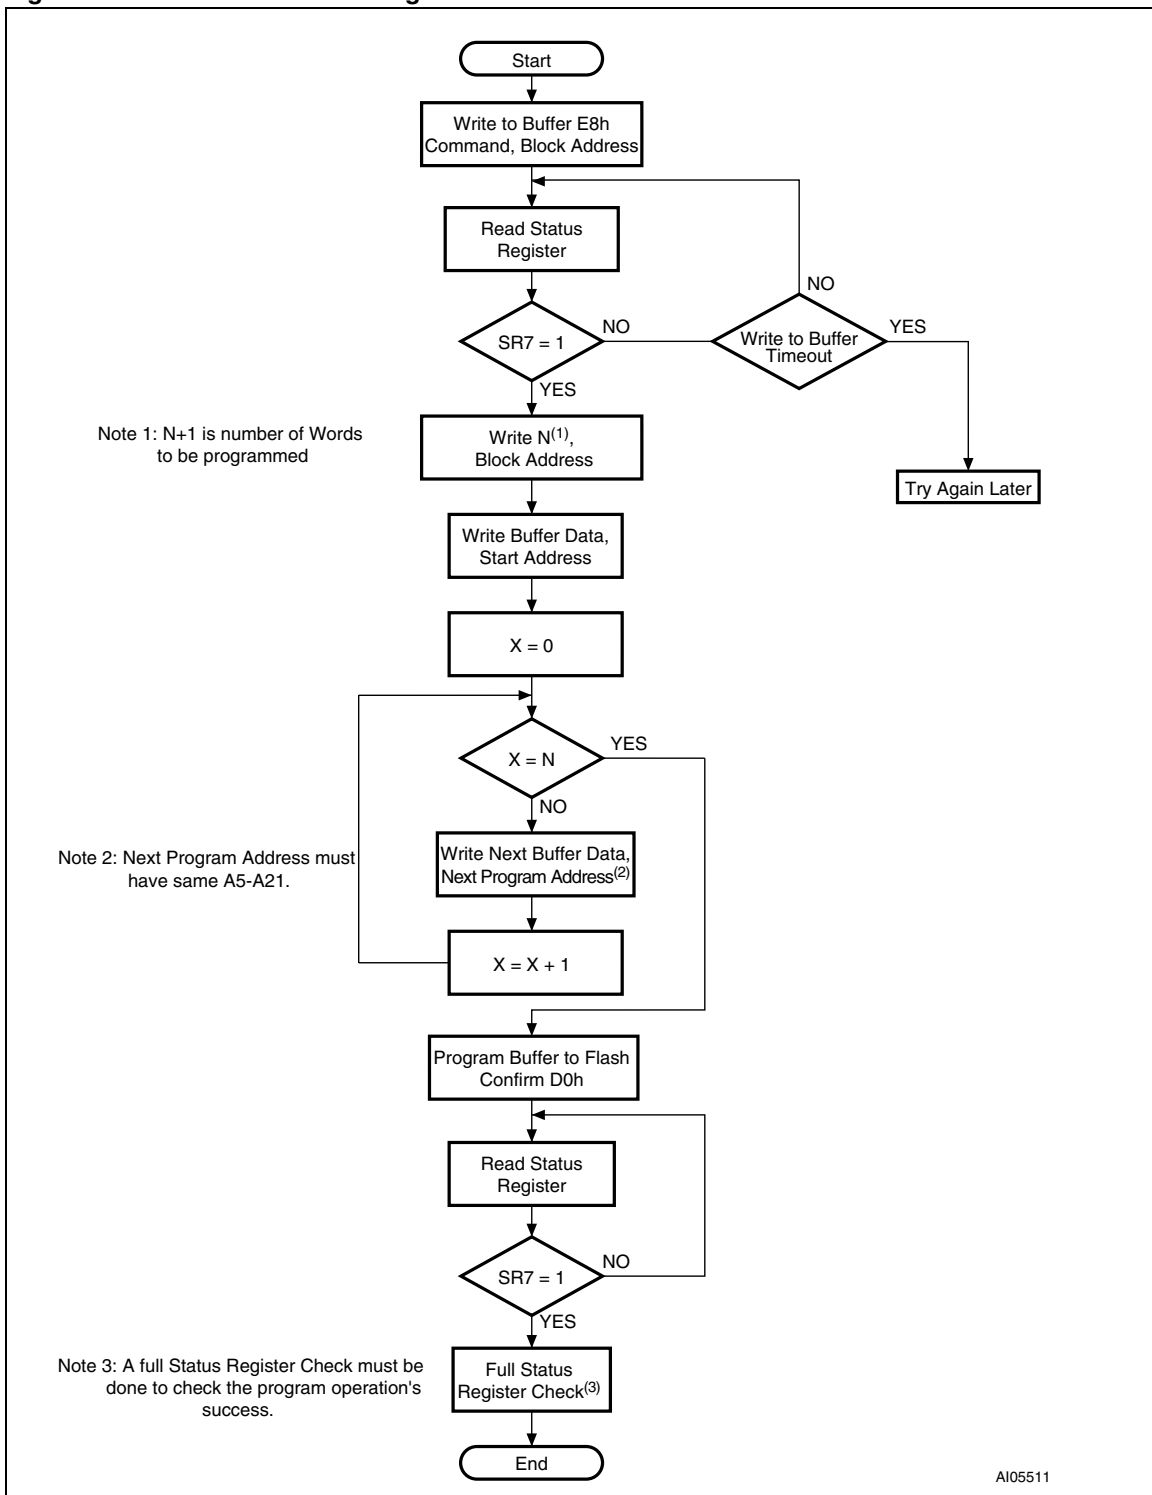 Start
Write to Buffer E8h
Command, Block Address
Read Status
Register
NO
SR7 = 1
NO
Write to Buffer
Timeout
YES
YES
Note 1: N+1 is number of Words
to be programmed
Write N(1),
Block Address
Try Again Later
Write Buffer Data,
Start Address
X = 0
X = N
YES
NO
Note 2: Next Program Address must
have same A5-A21.
Write Next Buffer Data,
Next Program Address(2)
X = X + 1
Program Buffer to Flash
Confirm D0h
Read Status
Register
SR7 = 1
NO
YES
Note 3: A full Status Register Check must be
done to check the program operation's
success.
Full Status
Register Check(3)
End
AI05511